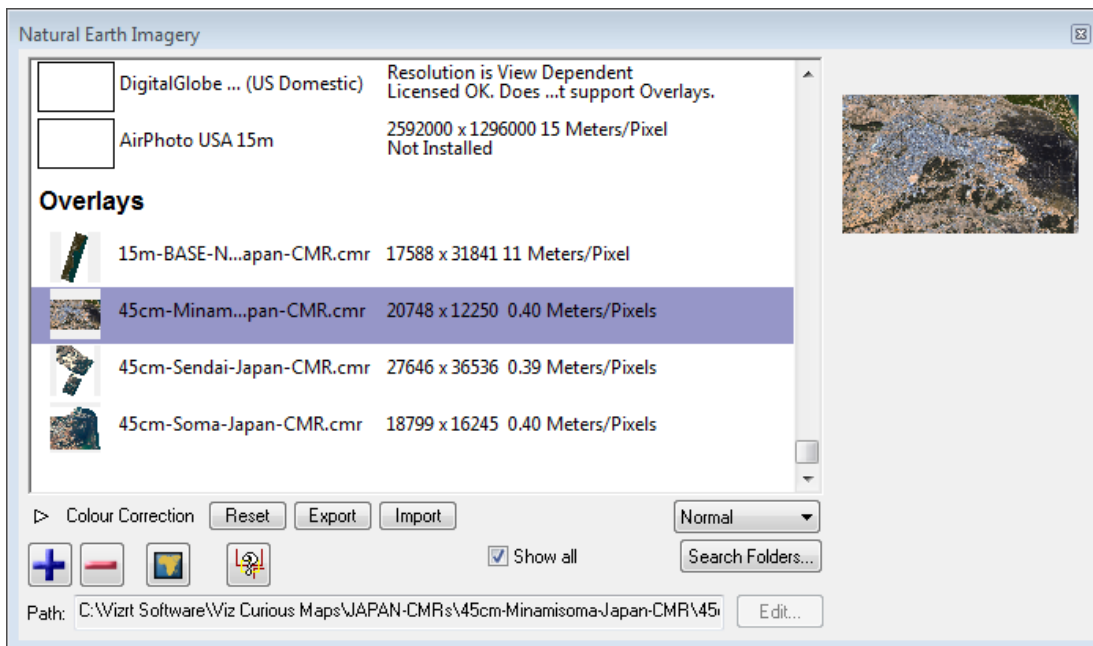 Natural Earth Imagery
DigitalGlobe ... (US Domestic) Resolution is View Dependent
Licensed OK. Does ...t support Overlays.
AirPhoto USA 15m 2592000 x 1296000 15 Meters/Pixel
Not Installed
Overlays
15m-BASE-N...apan-CMR.cmr 17588 x 31841 11 Meters/Pixel
45cm-Minam...pan-CMR.cmr 20748 x 12250 0.40 Meters/Pixels
45cm-Sendai-Japan-CMR.cmr 27646 x 36536 0.39 Meters/Pixels
45cm-Soma-Japan-CMR.cmr 18799 x 16245 0.40 Meters/Pixels
Colour Correction Reset Export Import Normal
Show all Search Folders...
Path: C:\Vizrt Software\Viz Curious Maps\JAPAN-CMRs\45cm-Minamisoma-Japan-CMR\45 Edit...